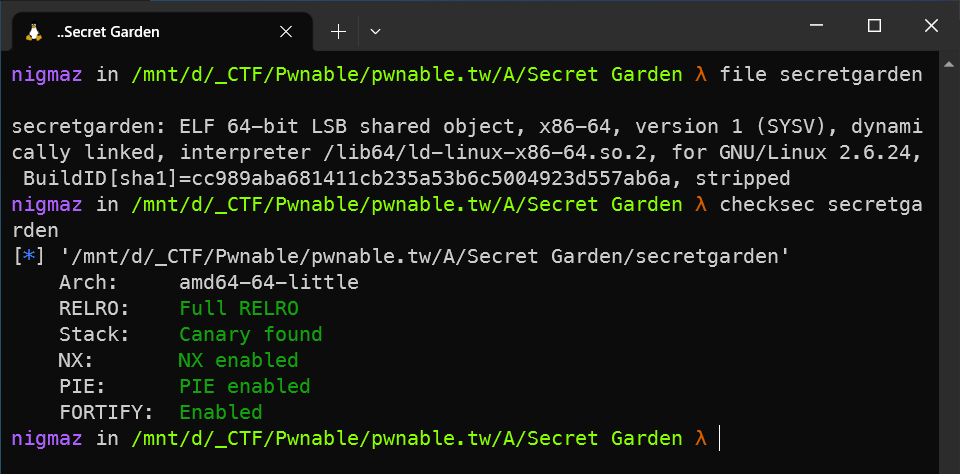 ..Secret Garden
nigmaz in /mnt/d/_CTF/Pwnable/pwnable.tw/A/Secret Garden λ file secretgarden
secretgarden: ELF 64-bit LSB shared object, x86-64, version 1 (SYSV), dynami
cally linked, interpreter /lib64/ld-linux-x86-64.so.2, for GNU/Linux 2.6.24,
BuildID[sha1]=cc989aba681411cb235a53b6c5004923d557ab6a, stripped
nigmaz in /mnt/d/_CTF/Pwnable/pwnable.tw/A/Secret Garden λ checksec secretga
rden
[*] '/mnt/d/_CTF/Pwnable/pwnable.tw/A/Secret Garden/secretgarden'
Arch: amd64-64-little
RELRO: Full RELRO
Stack: Canary found
NX: NX enabled
PIE: PIE enabled
FORTIFY: Enabled
nigmaz in /mnt/d/_CTF/Pwnable/pwnable.tw/A/Secret Garden λ